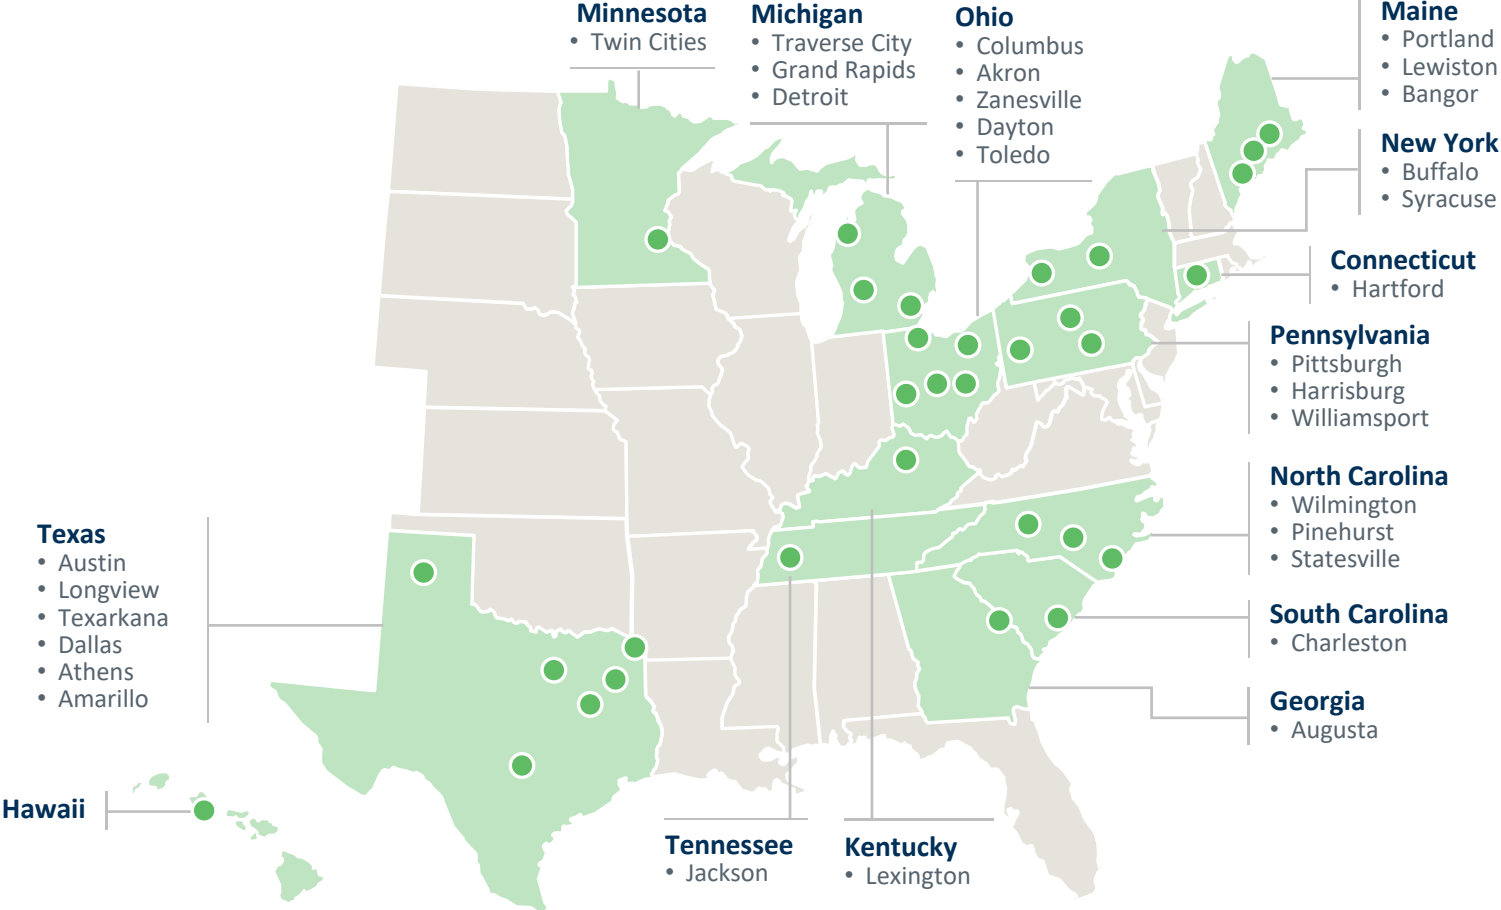 Minnesota
• Twin Cities
Michigan
• Traverse City
• Grand Rapids
• Detroit
Ohio
• Columbus
• Akron
• Zanesville
• Dayton
• Toledo
Maine
• Portland
• Lewiston
• Bangor
New York
• Buffalo
• Syracuse
Connecticut
• Hartford
Pennsylvania
• Pittsburgh
• Harrisburg
• Williamsport
North Carolina
• Wilmington
• Pinehurst
• Statesville
South Carolina
• Charleston
Georgia
• Augusta
Texas
• Austin
• Longview
• Texarkana
• Dallas
• Athens
• Amarillo
Hawaii
Tennessee
• Jackson
Kentucky
• Lexington